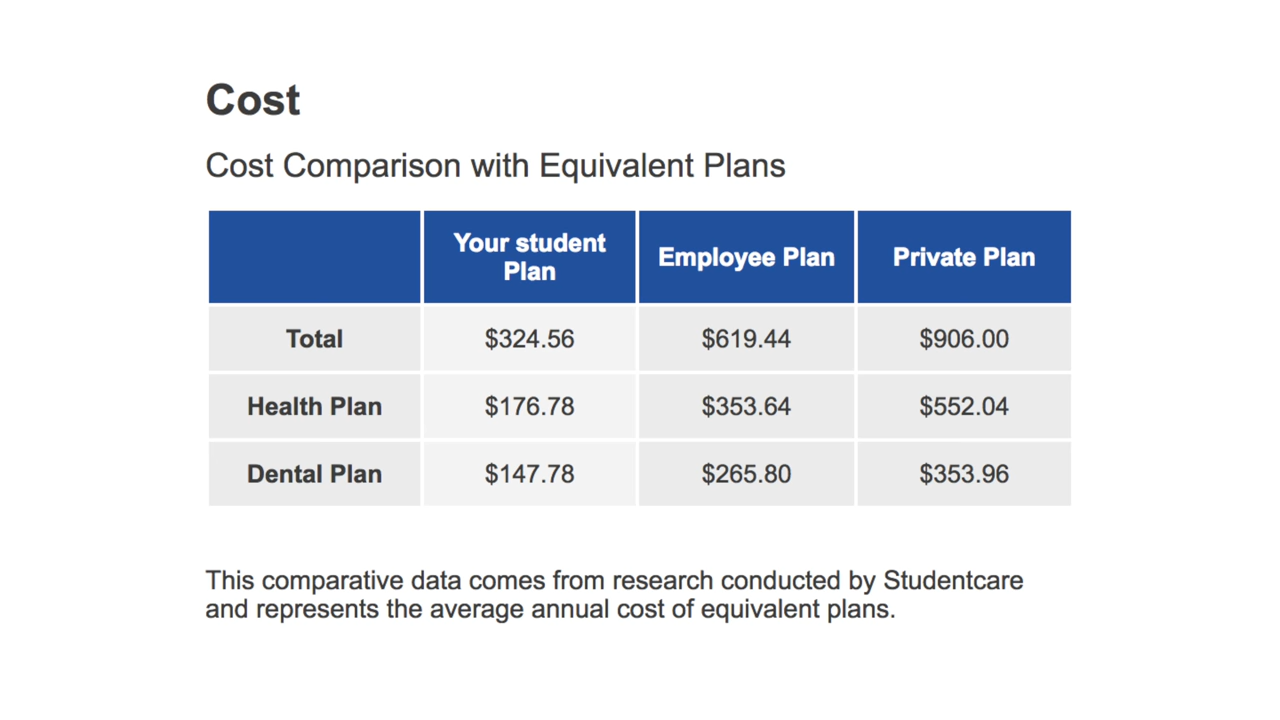 Cost
Cost Comparison with Equivalent Plans
Your student Plan Employee Plan Private Plan
Total $324.56 $619.44 $906.00
Health Plan $176.78 $353.64 $552.04
Dental Plan $147.78 $265.80 $353.96
This comparative data comes from research conducted by Studentcare
and represents the average annual cost of equivalent plans.